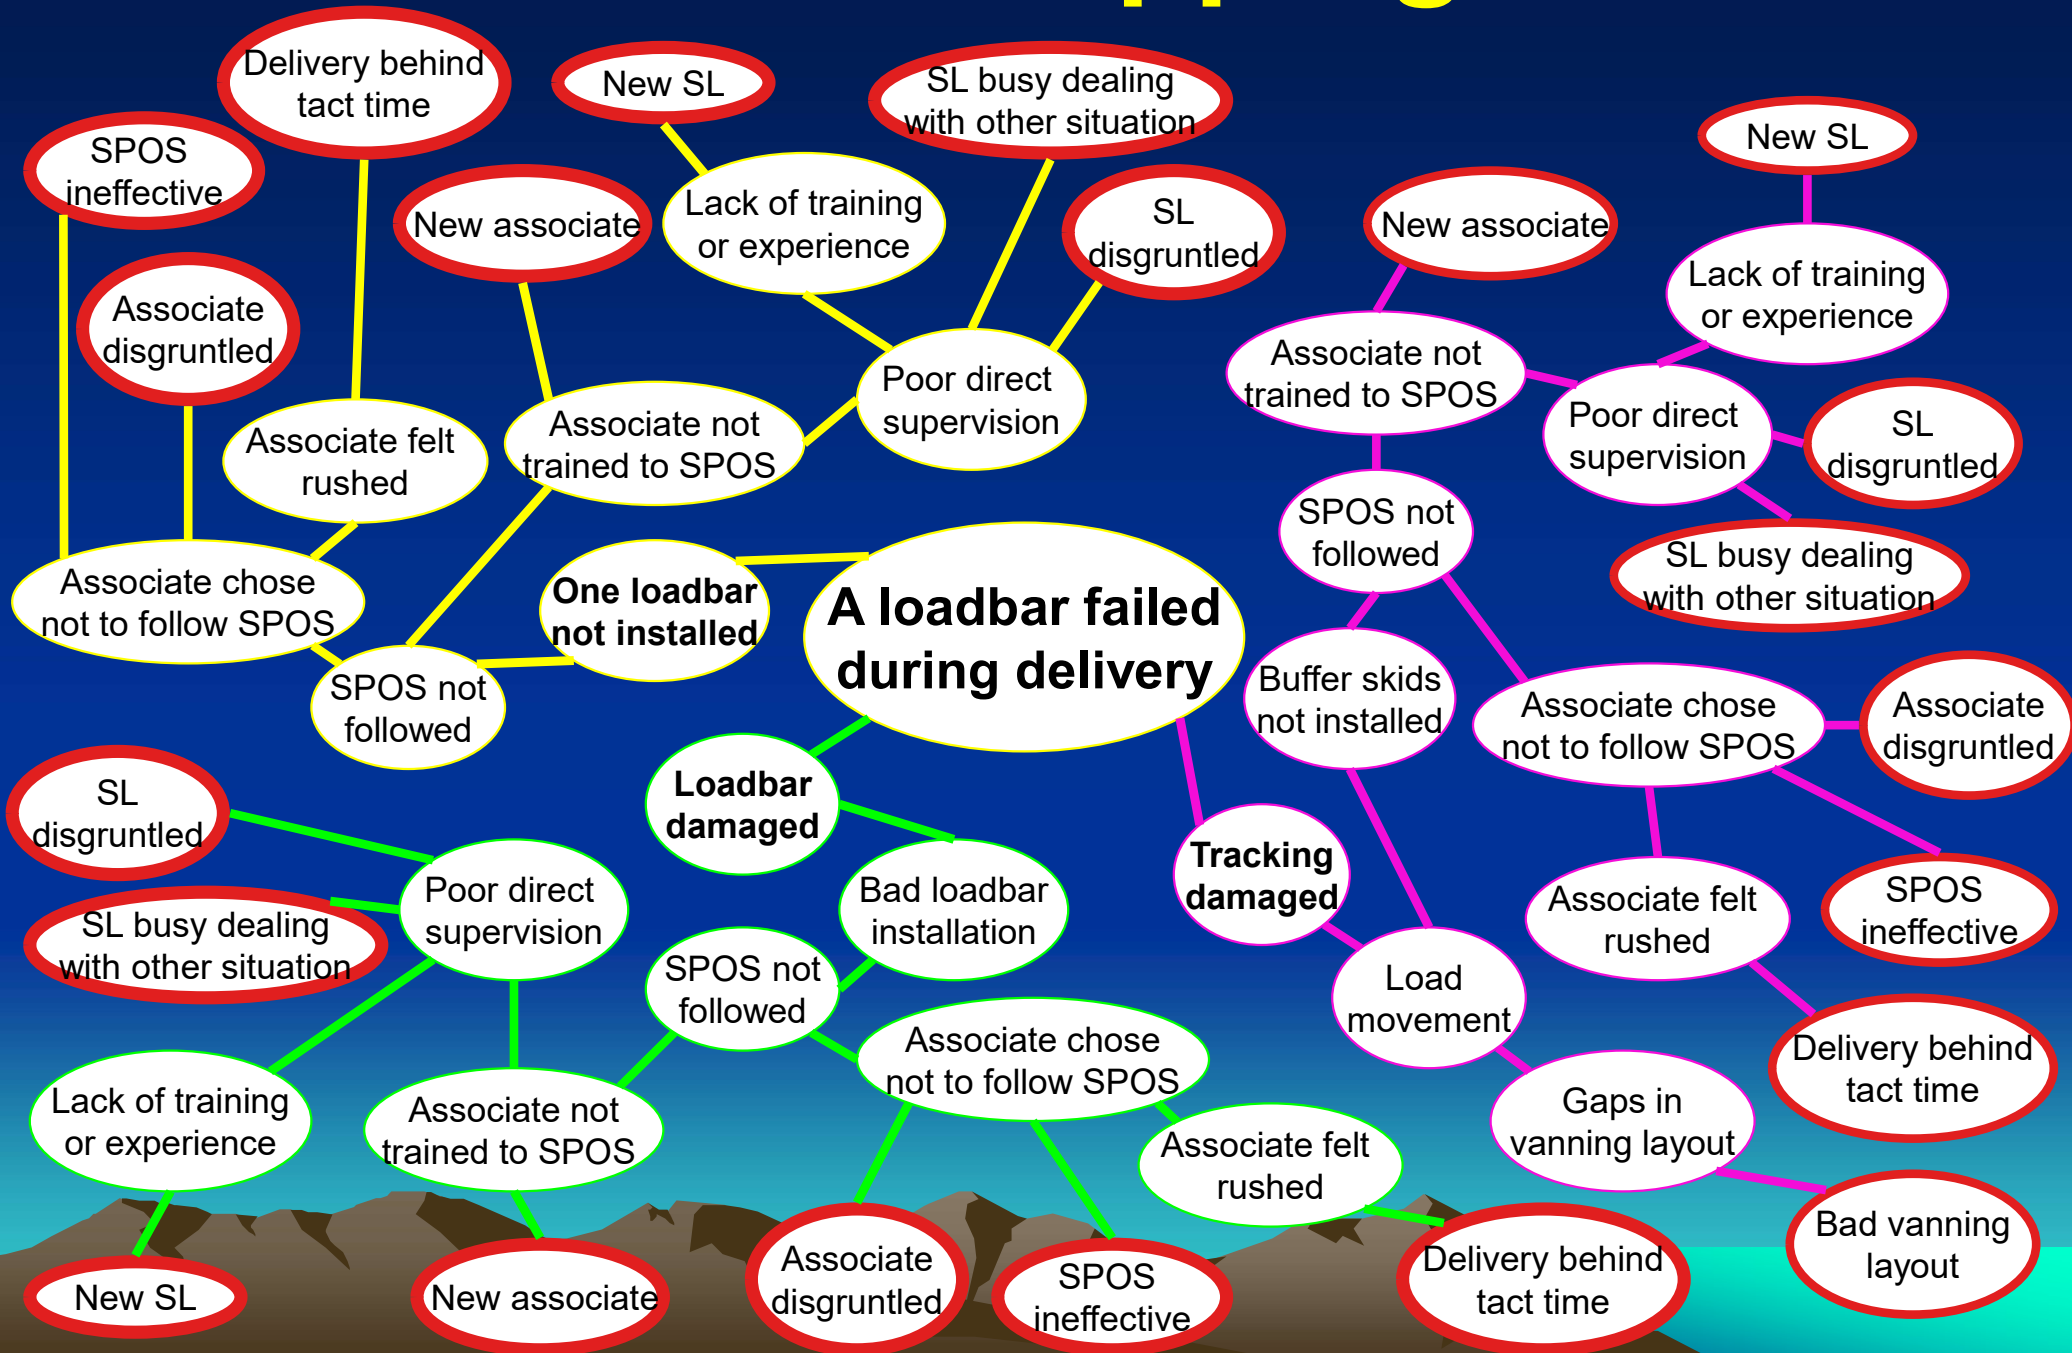 Delivery behind
tact time
New SL
SL busy dealing
with other situation
SPOS
ineffective
New associate
Lack of training
or experience
SL
disgruntled
New associate
New SL
Lack of training
or experience
Associate
disgruntled
Associate felt
rushed
Associate not
trained to SPOS
Poor direct
supervision
Associate not
trained to SPOS
Poor direct
supervision
SL
disgruntled
SPOS not
followed
SL busy dealing
with other situation
Associate chose
not to follow SPOS
One loadbar
not installed
A loadbar failed
during delivery
SPOS not
followed
Buffer skids
not installed
Associate chose
not to follow SPOS
Associate
disgruntled
SL
disgruntled
Loadbar
damaged
Tracking
damaged
SL busy dealing
with other situation
Poor direct
supervision
Bad loadbar
installation
Associate felt
rushed
SPOS
ineffective
SPOS not
followed
Load
movement
Associate chose
not to follow SPOS
Delivery behind
tact time
Lack of training
or experience
Associate not
trained to SPOS
Associate felt
rushed
Gaps in
vanning layout
Bad vanning
layout
New SL
New associate
Associate
disgruntled
SPOS
ineffective
Delivery behind
tact time